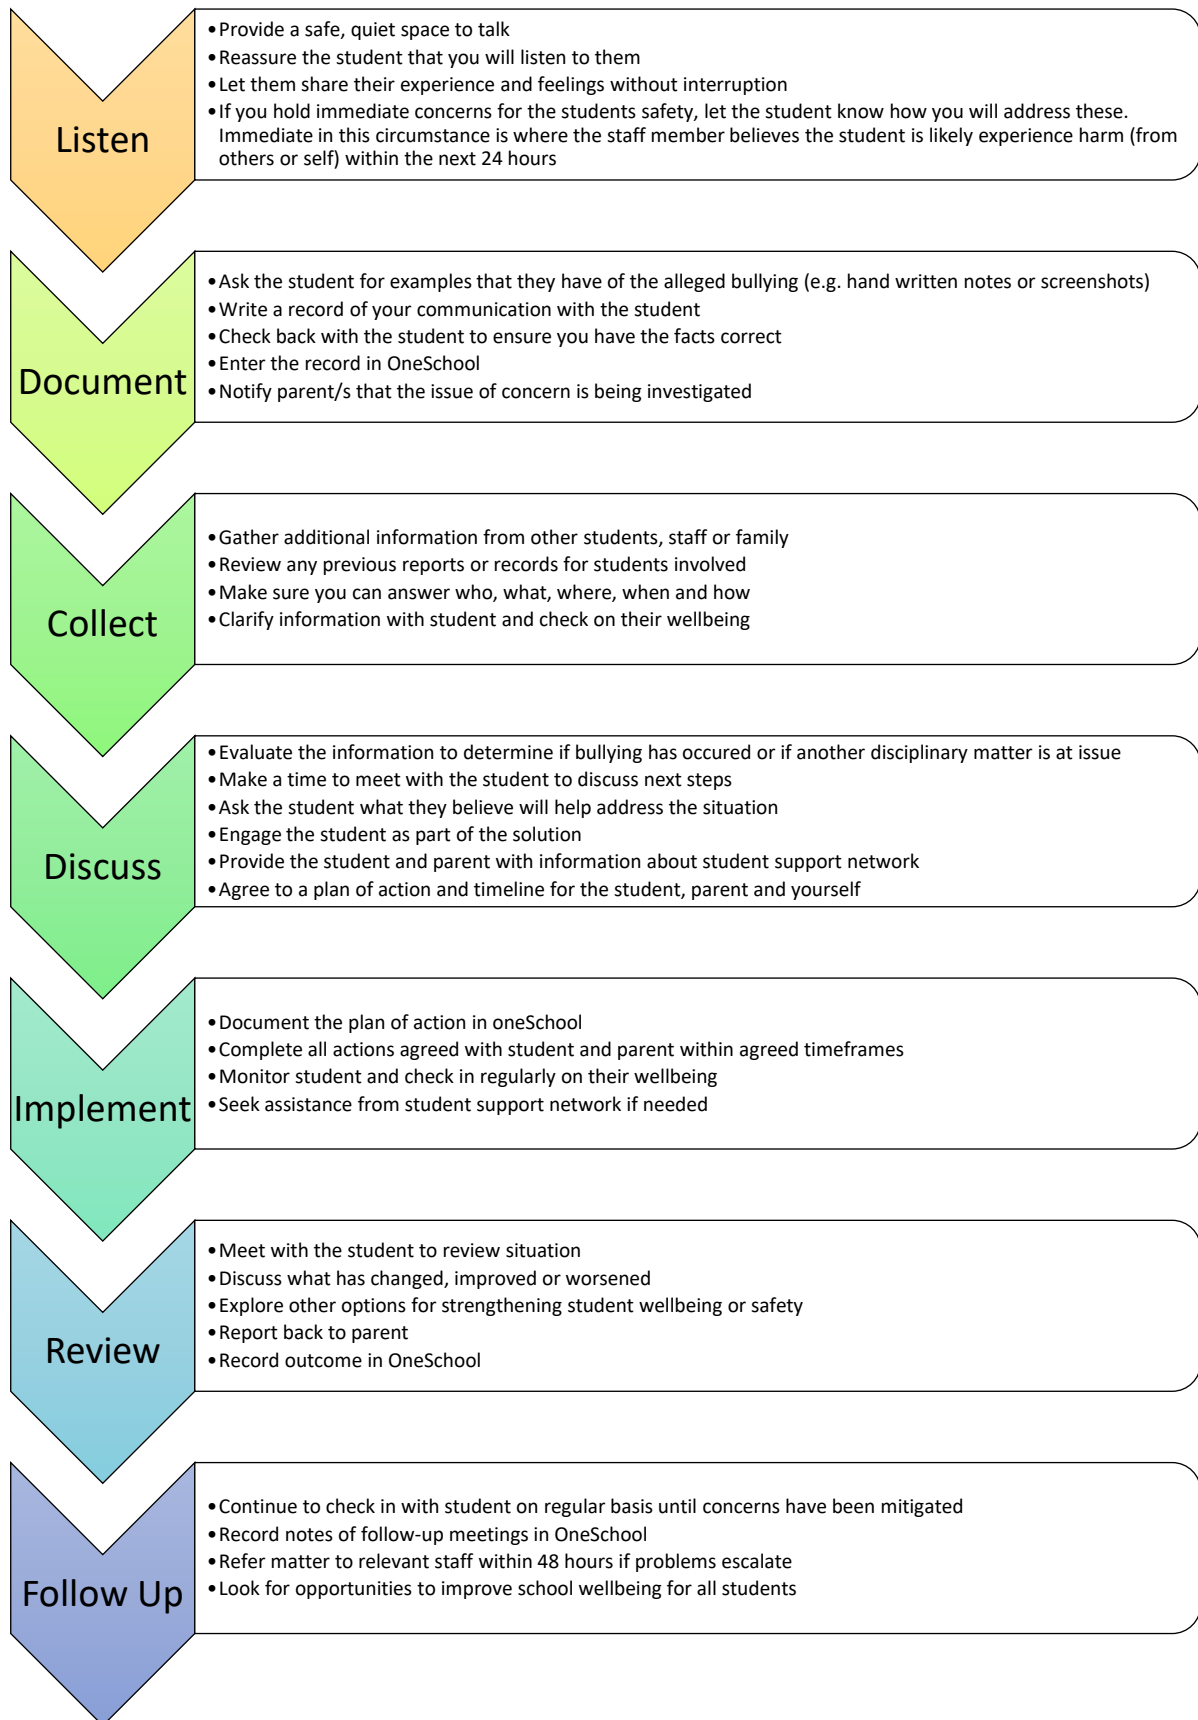 Listen
•Provide a safe, quiet space to talk
•Reassure the student that you will listen to them
•Let them share their experience and feelings without interruption
•If you hold immediate concerns for the students safety, let the student know how you will address these.
Immediate in this circumstance is where the staff member believes the student is likely experience harm (from
others or self) within the next 24 hours
Document
•Ask the student for examples that they have of the alleged bullying (e.g. hand written notes or screenshots)
•Write a record of your communication with the student
•Check back with the student to ensure you have the facts correct
•Enter the record in OneSchool
•Notify parent/s that the issue of concern is being investigated
Collect
•Gather additional information from other students, staff or family
•Review any previous reports or records for students involved
•Make sure you can answer who, what, where, when and how
•Clarify information with student and check on their wellbeing
Discuss
•Evaluate the information to determine if bullying has occured or if another disciplinary matter is at issue
•Make a time to meet with the student to discuss next steps
•Ask the student what they believe will help address the situation
•Engage the student as part of the solution
•Provide the student and parent with information about student support network
•Agree to a plan of action and timeline for the student, parent and yourself
Implement
•Document the plan of action in oneSchool
•Complete all actions agreed with student and parent within agreed timeframes
•Monitor student and check in regularly on their wellbeing
•Seek assistance from student support network if needed
Review
•Meet with the student to review situation
•Discuss what has changed, improved or worsened
•Explore other options for strengthening student wellbeing or safety
•Report back to parent
•Record outcome in OneSchool
Follow Up
•Continue to check in with student on regular basis until concerns have been mitigated
•Record notes of follow-up meetings in OneSchool
•Refer matter to relevant staff within 48 hours if problems escalate
•Look for opportunities to improve school wellbeing for all students